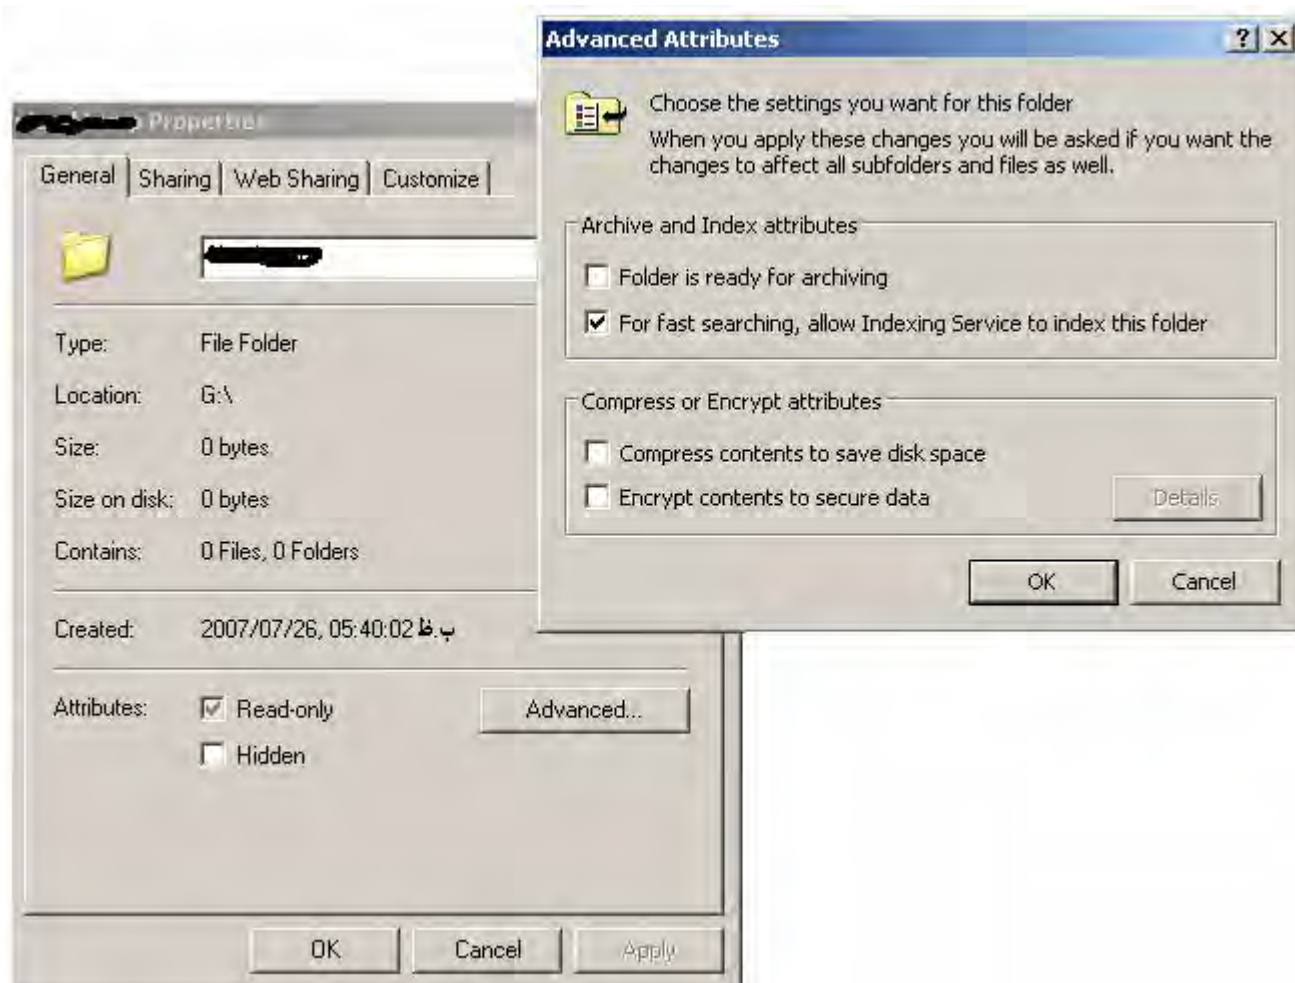 Properties
General Sharing Web Sharing Customize
Type: File Folder
Location: G:\
Size: 0 bytes
Size on disk: 0 bytes
Contains: 0 Files, 0 Folders
Created: 2007/07/26, 05:40:02 ب.ظ
Attributes: Read-only Advanced...
Hidden
OK Cancel Apply
Advanced Attributes
Choose the settings you want for this folder
When you apply these changes you will be asked if you want the
changes to affect all subfolders and files as well.
Archive and Index attributes
Folder is ready for archiving
For fast searching, allow Indexing Service to index this folder
Compress or Encrypt attributes
Compress contents to save disk space
Encrypt contents to secure data Details
OK Cancel